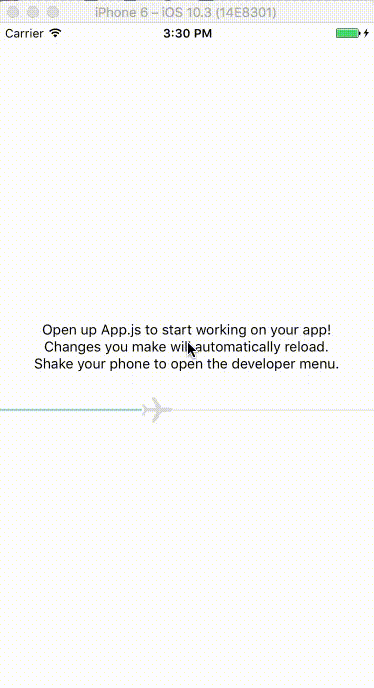 iPhone 6 – iOS 10.3 (14E8301)
Carrier 3:30 PM
Open up App.js to start working on your app!
Changes you make will automatically reload.
Shake your phone to open the developer menu.